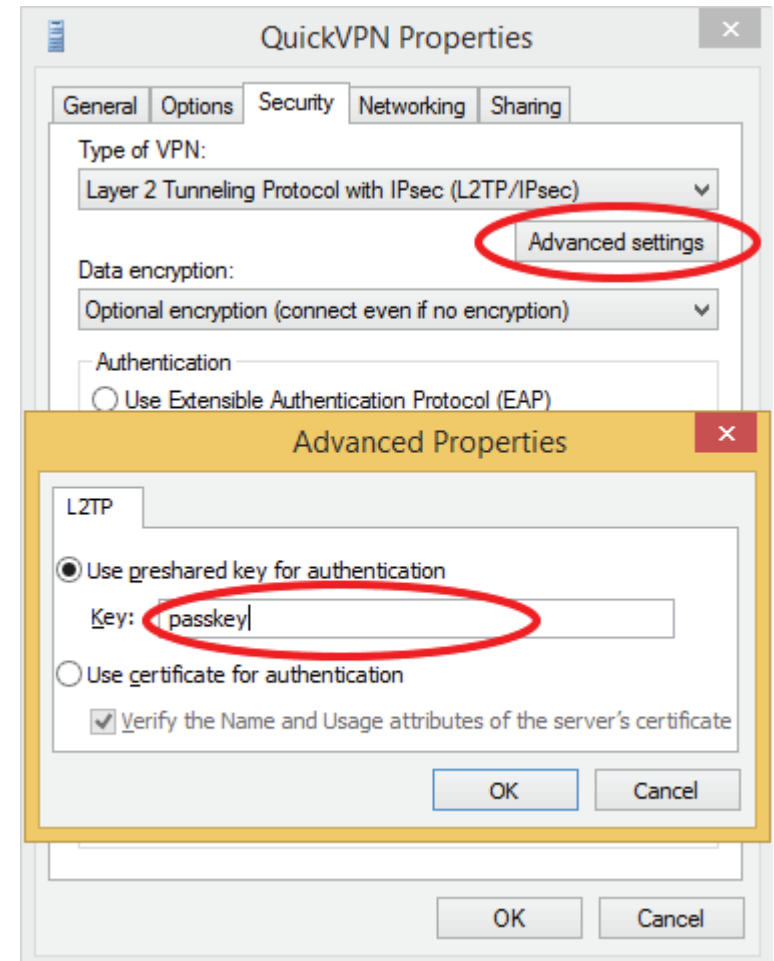 QuickVPN Properties
General Options Security Networking Sharing
Type of VPN:
Layer 2 Tunneling Protocol with IPsec (L2TP/IPsec)
Advanced settings
Data encryption:
Optional encryption (connect even if no encryption)
Authentication
Use Extensible Authentication Protocol (EAP)
Advanced Properties
L2TP
Use preshared key for authentication
Key: passkey
Use certificate for authentication
Verify the Name and Usage attributes of the server's certificate
OK Cancel
OK Cancel